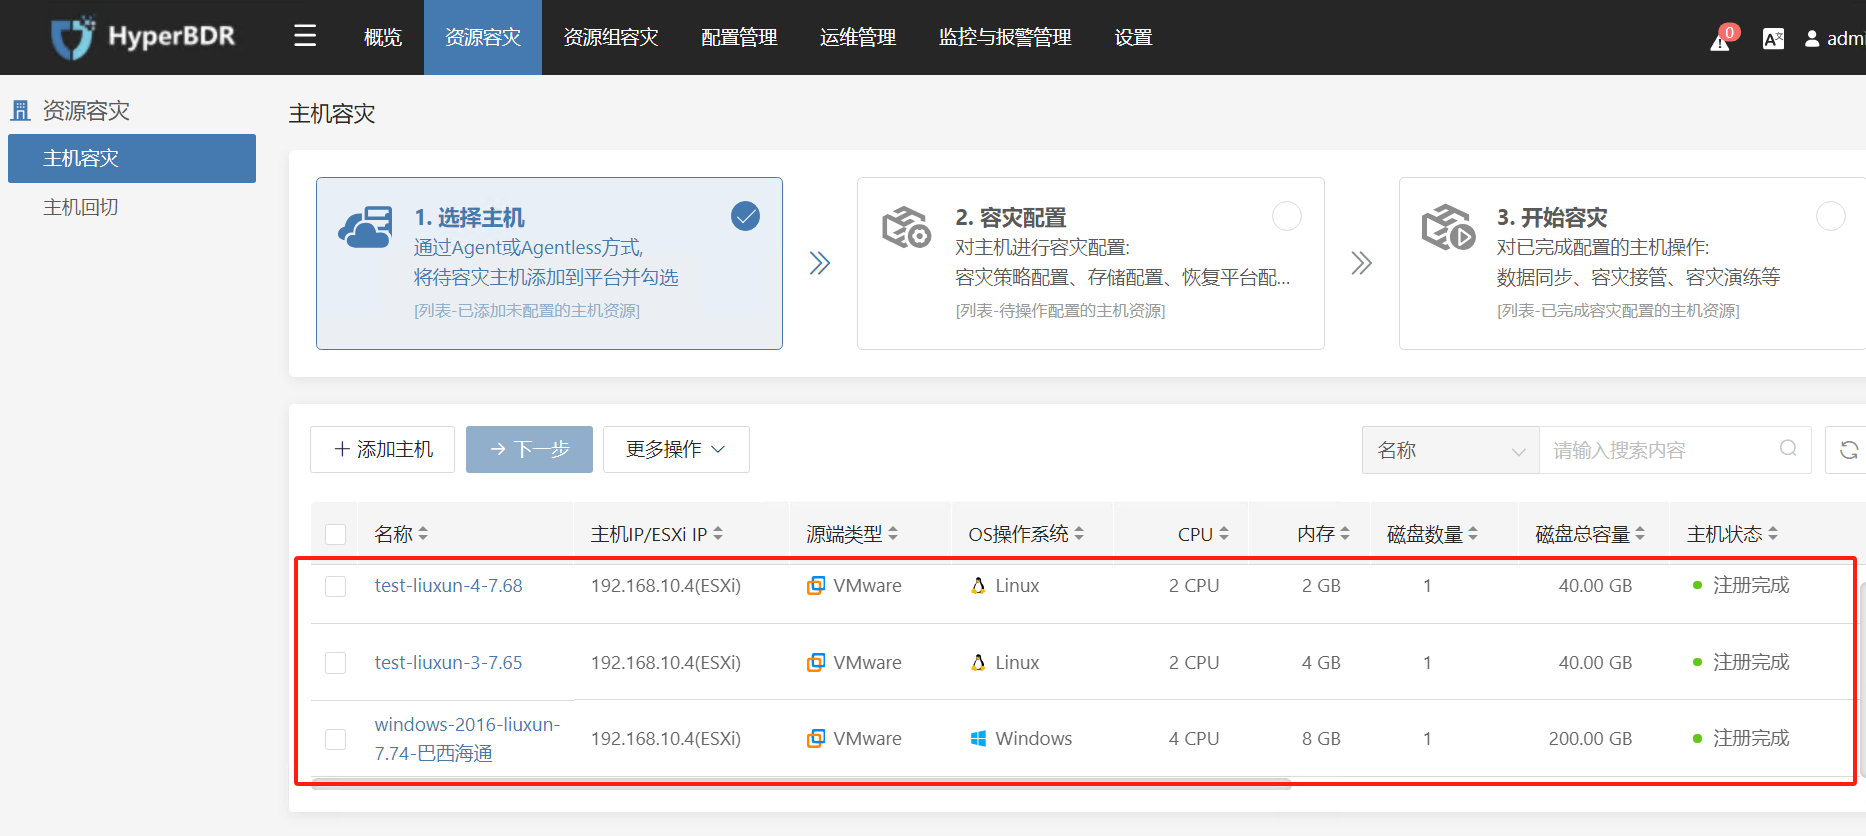 HyperBDR
概览
资源容灾
资源组容灾
配置管理
运维管理
监控与报警管理
设置
0
A文
admi
资源容灾
主机容灾
主机回切
主机容灾
1. 选择主机
通过Agent或Agentless方式,
将待容灾主机添加到平台并勾选
[列表-已添加未配置的主机资源]
2. 容灾配置
对主机进行容灾配置:
容灾策略配置、存储配置、恢复平台配...
[列表-待操作配置的主机资源]
3. 开始容灾
对已完成配置的主机操作:
数据同步、容灾接管、容灾演练等
[列表-已完成容灾配置的主机资源]
+ 添加主机
→ 下一步
更多操作
名称
请输入搜索内容
名称 主机IP/ESXi IP 源端类型 OS操作系统 CPU 内存 磁盘数量 磁盘总容量 主机状态
test-liuxun-4-7.68 192.168.10.4(ESXi) VMware Linux 2 CPU 2 GB 1 40.00 GB 注册完成
test-liuxun-3-7.65 192.168.10.4(ESXi) VMware Linux 2 CPU 4 GB 1 40.00 GB 注册完成
windows-2016-liuxun-
7.74-巴西海通 192.168.10.4(ESXi) VMware Windows 4 CPU 8 GB 1 200.00 GB 注册完成